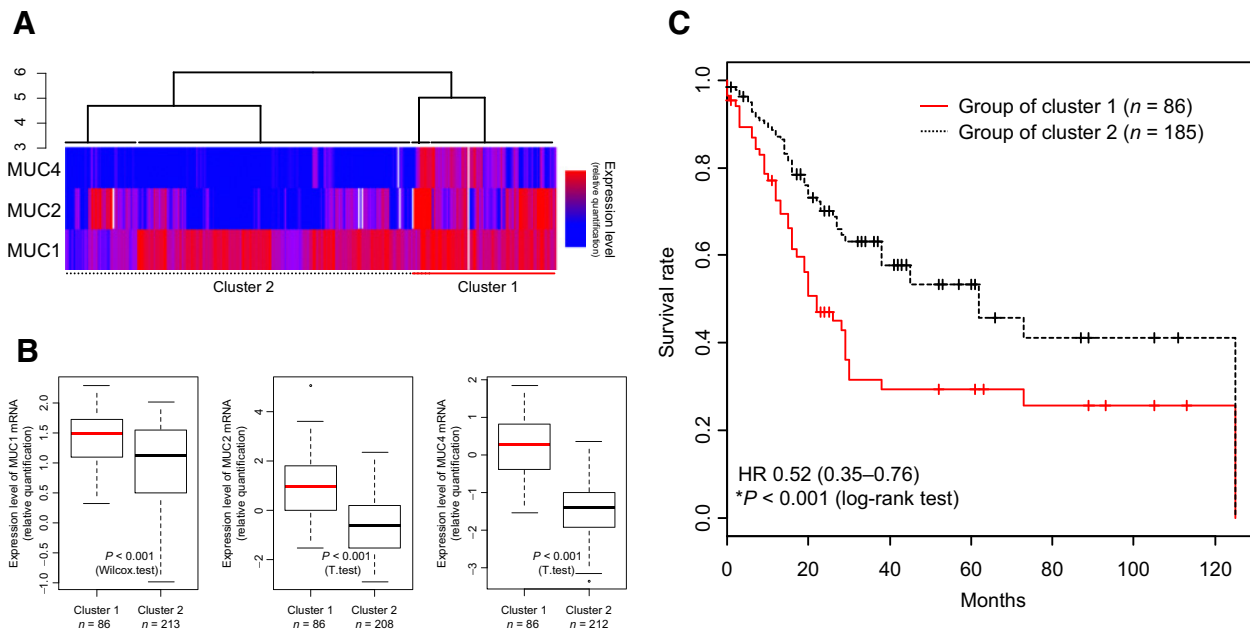 A
6
5
4
3
MUC4
MUC2
MUC1
Expression level
(relative quantification)
Cluster 2
Cluster 1
B
Expression level of MUC1 mRNA
(relative quantification)
2.0
1.5
1.0
0.5
0.0
−0.5
−1.0
P < 0.001
(Wilcox.test)
Cluster 1
n = 86
Cluster 2
n = 213
Expression level of MUC2 mRNA
(relative quantification)
4
2
0
−2
P < 0.001
(T.test)
Cluster 1
n = 86
Cluster 2
n = 208
Expression level of MUC4 mRNA
(relative quantification)
2
1
0
−1
−2
−3
P < 0.001
(T.test)
Cluster 1
n = 86
Cluster 2
n = 212
C
Survival rate
1.0
0.8
0.6
0.4
0.2
0.0
Group of cluster 1 (n = 86)
Group of cluster 2 (n = 185)
HR 0.52 (0.35–0.76)
*P < 0.001 (log-rank test)
0 20 40 60 80 100 120
Months